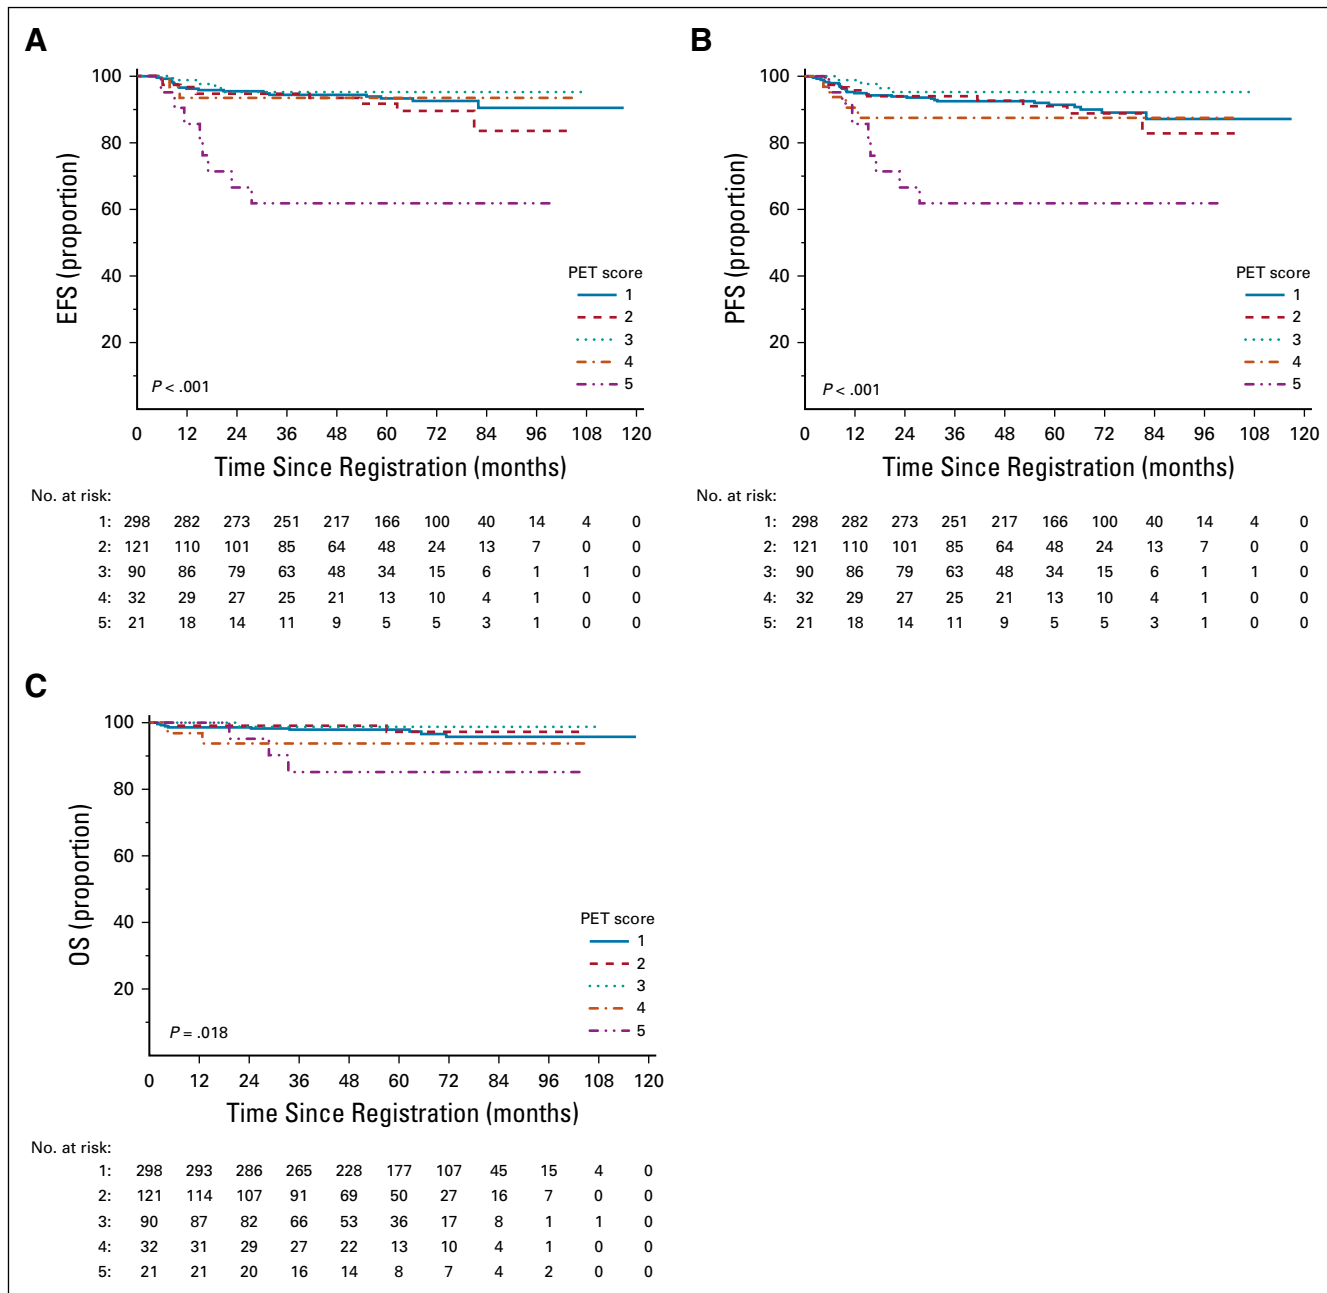 A
EFS (proportion)
100
80
60
40
20
PET score
1
2
3
4
5
P < .001
0 12 24 36 48 60 72 84 96 108 120
Time Since Registration (months)
No. at risk:
1: 298 282 273 251 217 166 100 40 14 4 0
2: 121 110 101 85 64 48 24 13 7 0 0
3: 90 86 79 63 48 34 15 6 1 1 0
4: 32 29 27 25 21 13 10 4 1 0 0
5: 21 18 14 11 9 5 5 3 1 0 0
B
PFS (proportion)
100
80
60
40
20
PET score
1
2
3
4
5
P < .001
0 12 24 36 48 60 72 84 96 108 120
Time Since Registration (months)
No. at risk:
1: 298 282 273 251 217 166 100 40 14 4 0
2: 121 110 101 85 64 48 24 13 7 0 0
3: 90 86 79 63 48 34 15 6 1 1 0
4: 32 29 27 25 21 13 10 4 1 0 0
5: 21 18 14 11 9 5 5 3 1 0 0
C
OS (proportion)
100
80
60
40
20
PET score
1
2
3
4
5
P = .018
0 12 24 36 48 60 72 84 96 108 120
Time Since Registration (months)
No. at risk:
1: 298 293 286 265 228 177 107 45 15 4 0
2: 121 114 107 91 69 50 27 16 7 0 0
3: 90 87 82 66 53 36 17 8 1 1 0
4: 32 31 29 27 22 13 10 4 1 0 0
5: 21 21 20 16 14 8 7 4 2 0 0